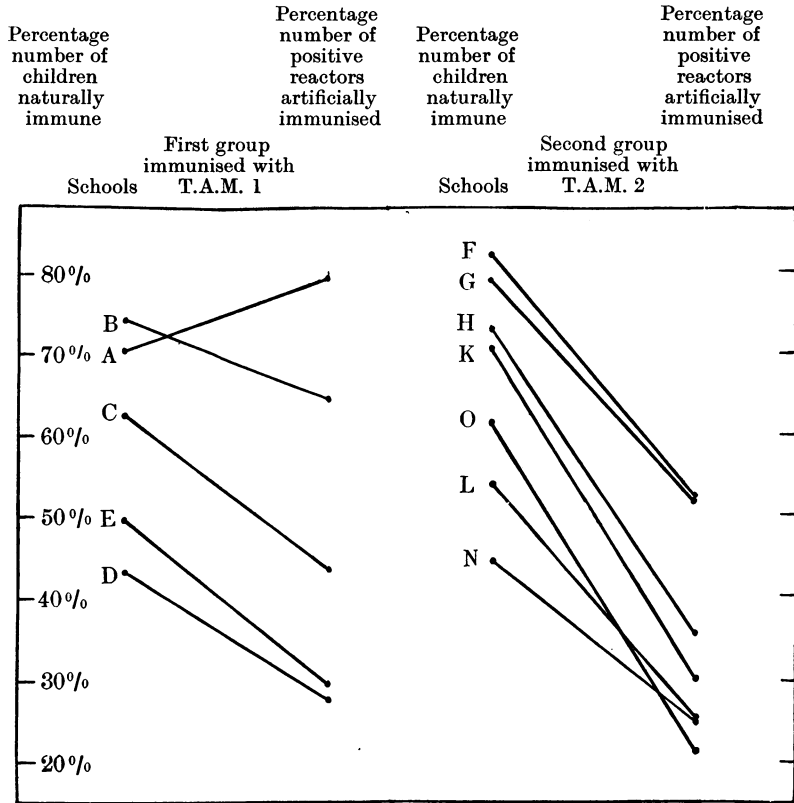 Percentage
number of
children
naturally
immune
Percentage
number of
positive
reactors
artificially
immunised
First group
immunised with
Schools T.A.M. 1
Percentage
number of
children
naturally
immune
Percentage
number of
positive
reactors
artificially
immunised
Second group
immunised with
Schools T.A.M. 2
80%
70%
60%
50%
40%
30%
20%
B
A
C
E
D
F
G
H
K
O
L
N